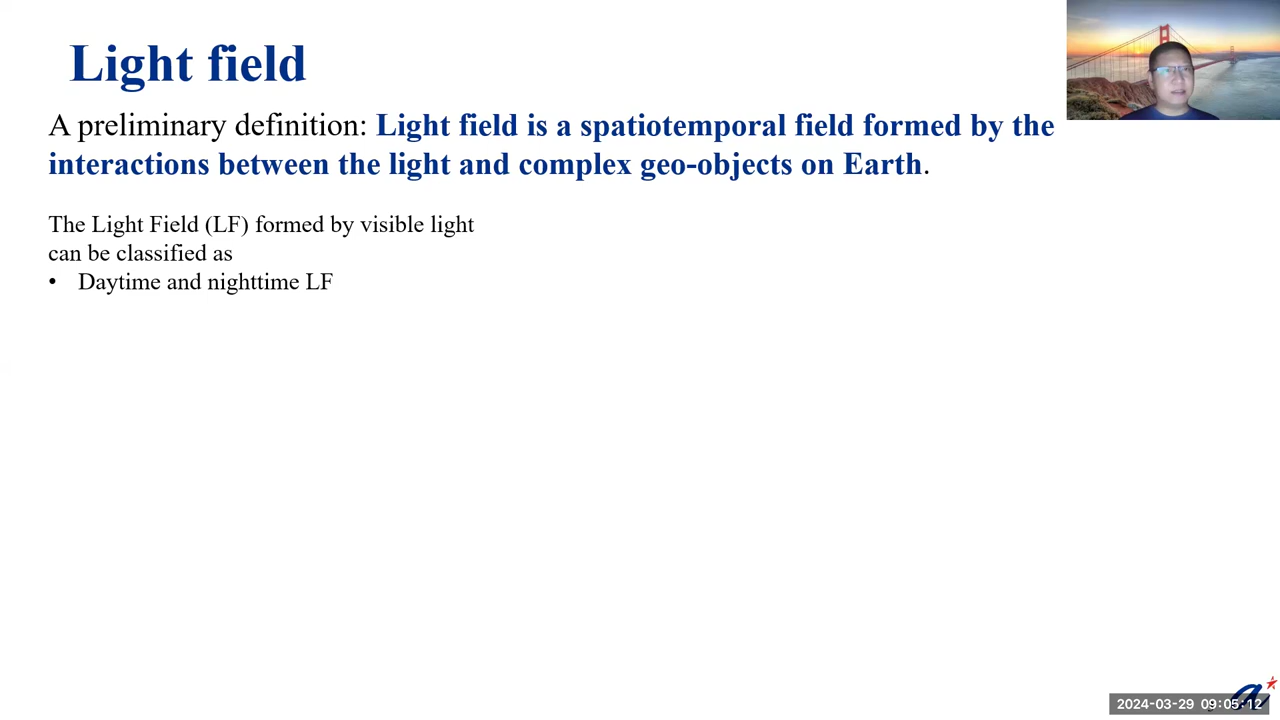 Light field
A preliminary definition: Light field is a spatiotemporal field formed by the
interactions between the light and complex geo-objects on Earth.
The Light Field (LF) formed by visible light
can be classified as
• Daytime and nighttime LF
2024-03-29 09:05:12